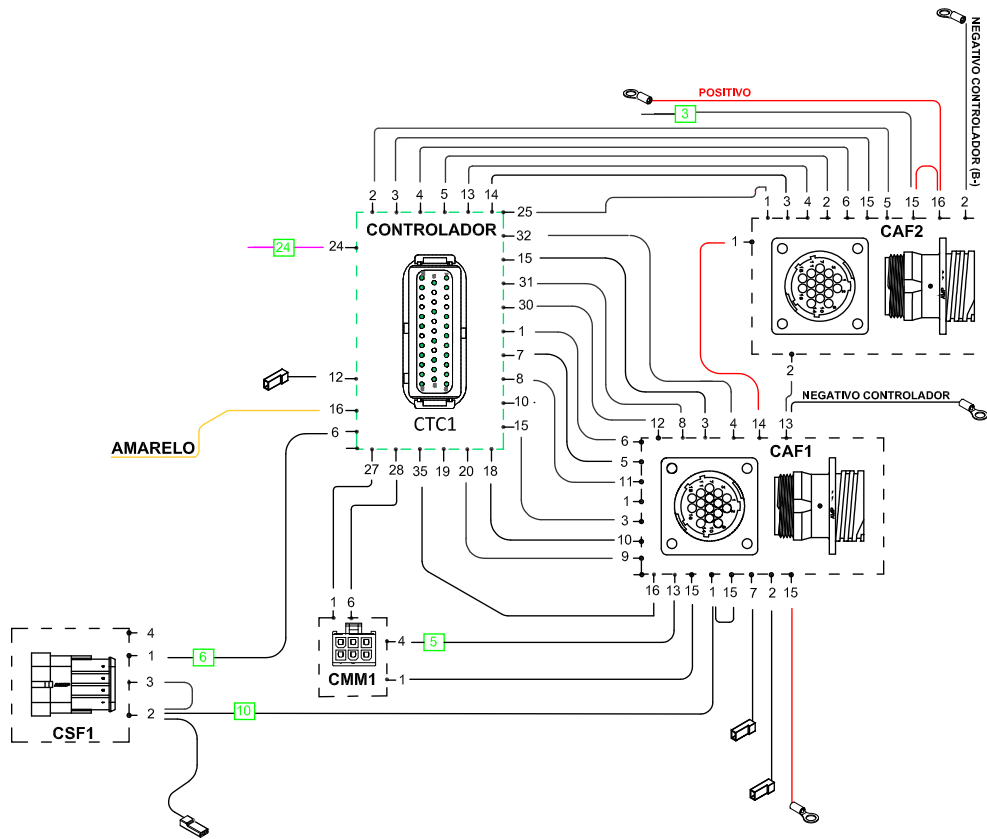 NEGATIVO CONTROLADOR (B-)
POSITIVO
3
2 3 4 5 13 14
1 3 4 2 6 15 5 15 16 2
25
CONTROLADOR
CAF2
24
24
32
1
15
31
30
1
7
12
8
2
16
10
NEGATIVO CONTROLADOR
AMARELO
6
CTC1
15
12 8 3 4 14 13
6
CAF1
27 28 35 19 20 18
5
11
1
3
10
9
16 13 15 1 15 7 2 15
1 6
4
4
5
1
6
3
CMM1
1
2
10
CSF1